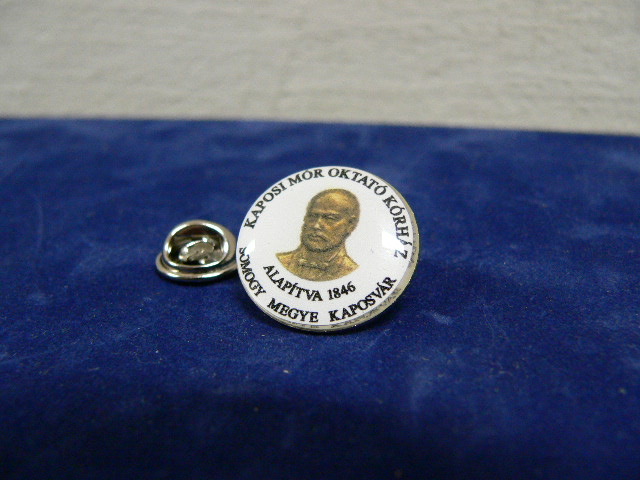 KAPOSI MÓR OKTATÓ KÓRHÁZ
ALAPÍTVA 1846
SOMOGY MEGYE KAPOSVÁR